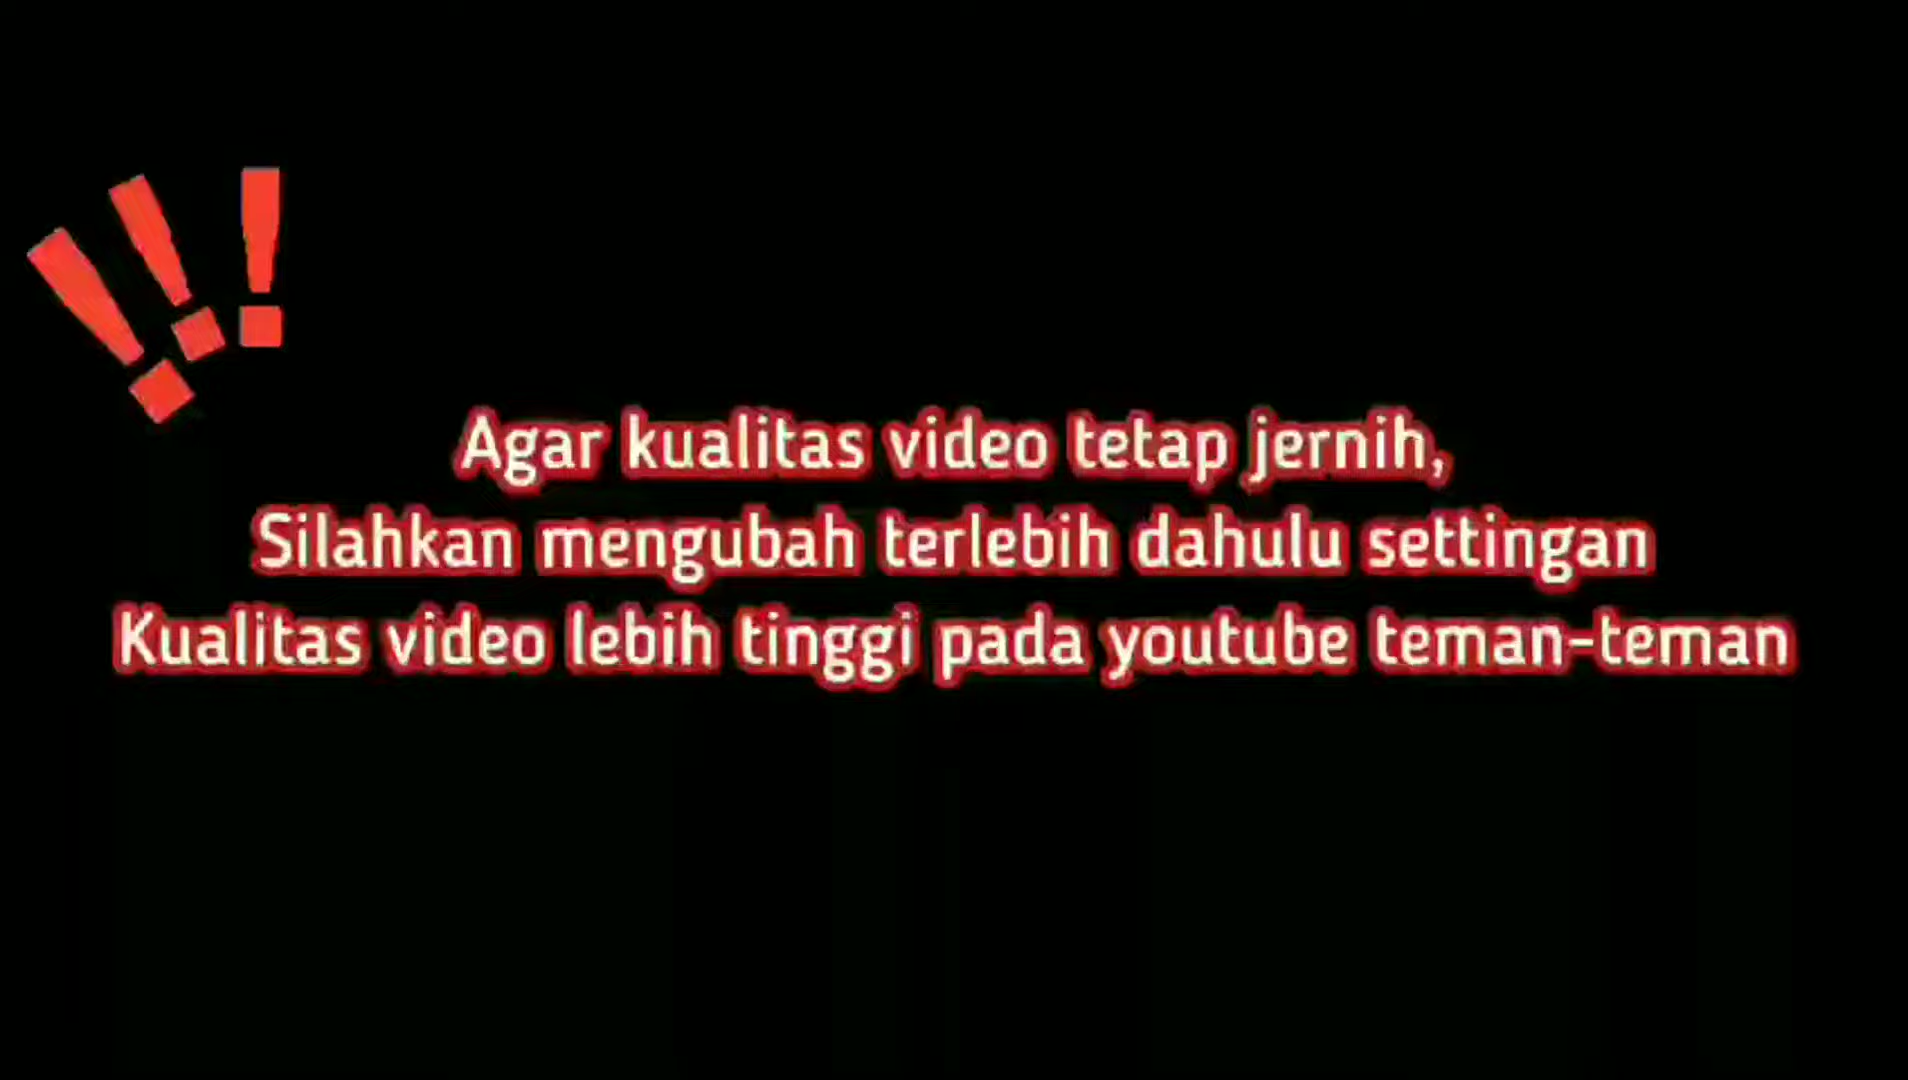 !!!
Agar kualitas video tetap jernih,
Silahkan mengubah terlebih dahulu settingan
Kualitas video lebih tinggi pada youtube teman-teman